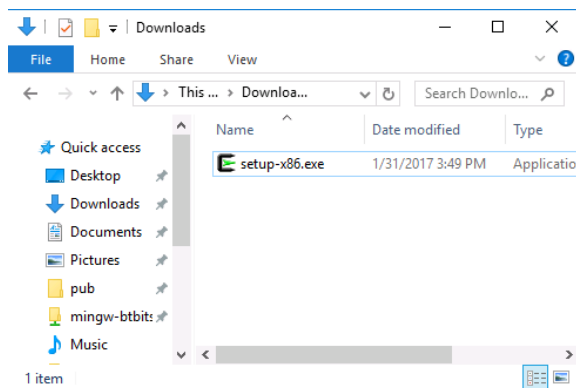 Downloads
File Home Share View
This ... Downloa... Search Downlo...
Name Date modified Type
Quick access
setup-x86.exe 1/31/2017 3:49 PM Applicatio
Desktop
Downloads
Documents
Pictures
pub
mingw-btbits
Music
1 item